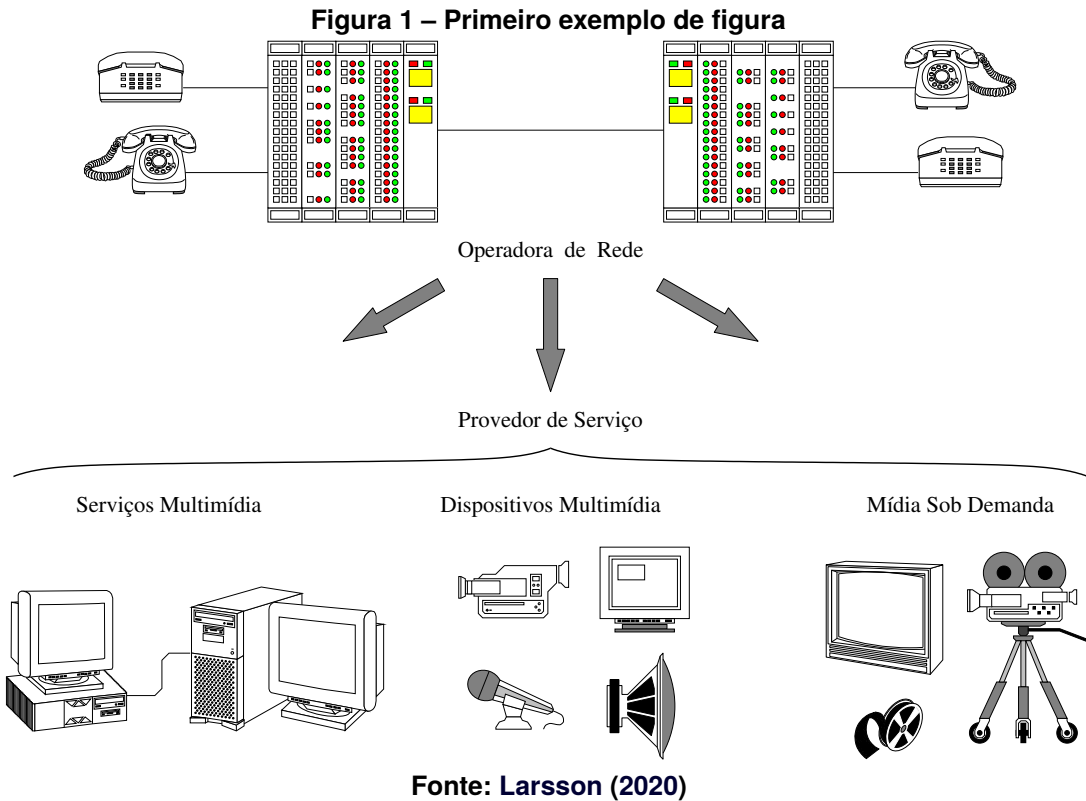 Figura 1 – Primeiro exemplo de figura
Operadora de Rede
Provedor de Serviço
Serviços Multimídia
Dispositivos Multimídia
Mídia Sob Demanda
Fonte: Larsson (2020)